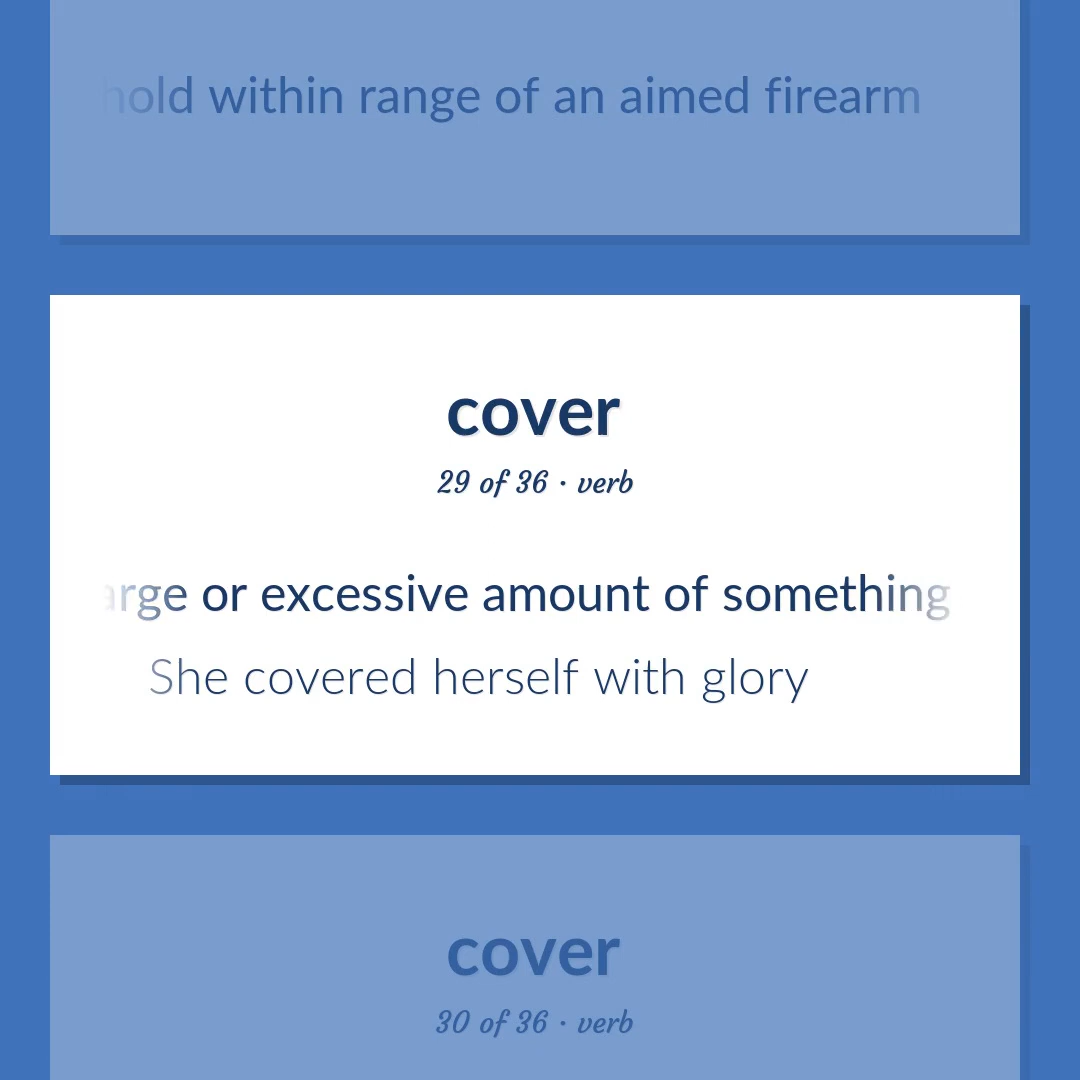 hold within range of an aimed firearm
cover
29 of 36 · verb
arge or excessive amount of something
She covered herself with glory
cover
30 of 36 · verb